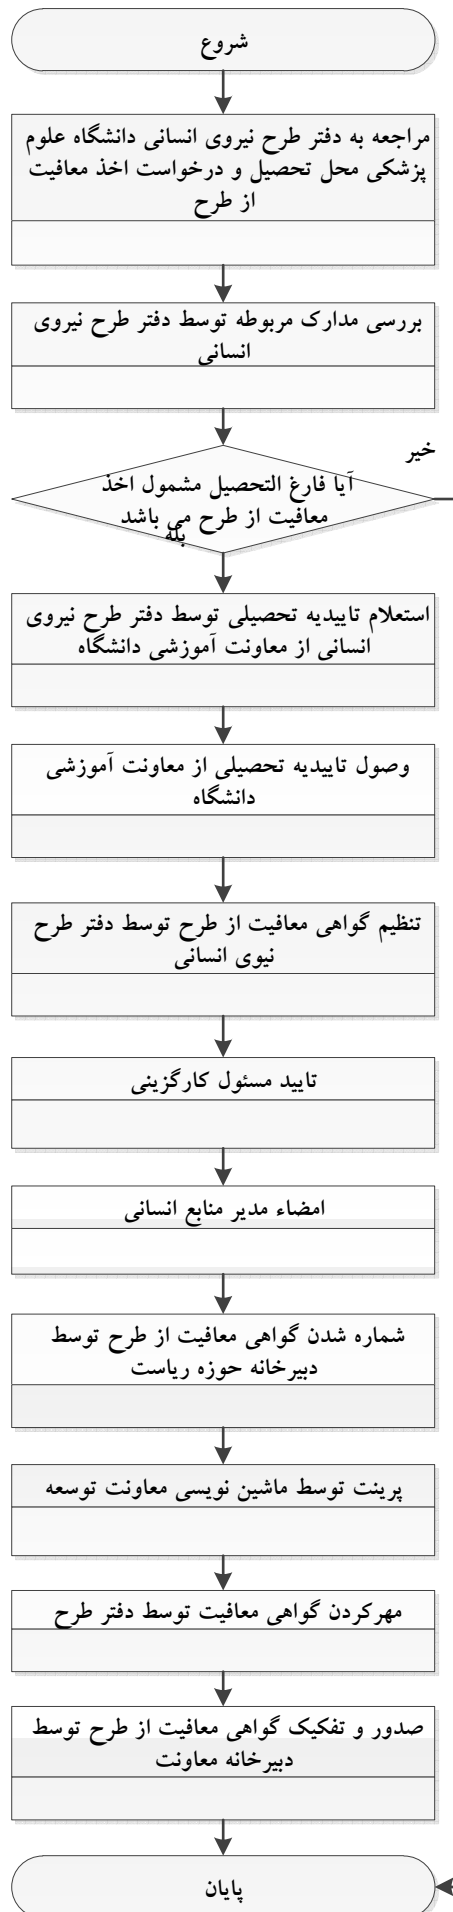 شروع
مراجعه به دفتر طرح نیروی انسانی دانشگاه علوم
پزشکی محل تحصیل و درخواست اخذ معافیت
از طرح
بررسی مدارک مربوطه توسط دفتر طرح نیروی
انسانی
خیر
آیا فارغ التحصیل مشمول اخذ
معافیت از طرح می باشد
بله
استعلام تاییدیه تحصیلی توسط دفتر طرح نیروی
انسانی از معاونت آموزشی دانشگاه
وصول تاییدیه تحصیلی از معاونت آموزشی
دانشگاه
تنظیم گواهی معافیت از طرح توسط دفتر طرح
نیوی انسانی
تایید مسئول کارگزینی
امضاء مدیر منابع انسانی
شماره شدن گواهی معافیت از طرح توسط
دبیرخانه حوزه ریاست
پرینت توسط ماشین نویسی معاونت توسعه
مهرکردن گواهی معافیت توسط دفتر طرح
صدور و تفکیک گواهی معافیت از طرح توسط
دبیرخانه معاونت
پایان